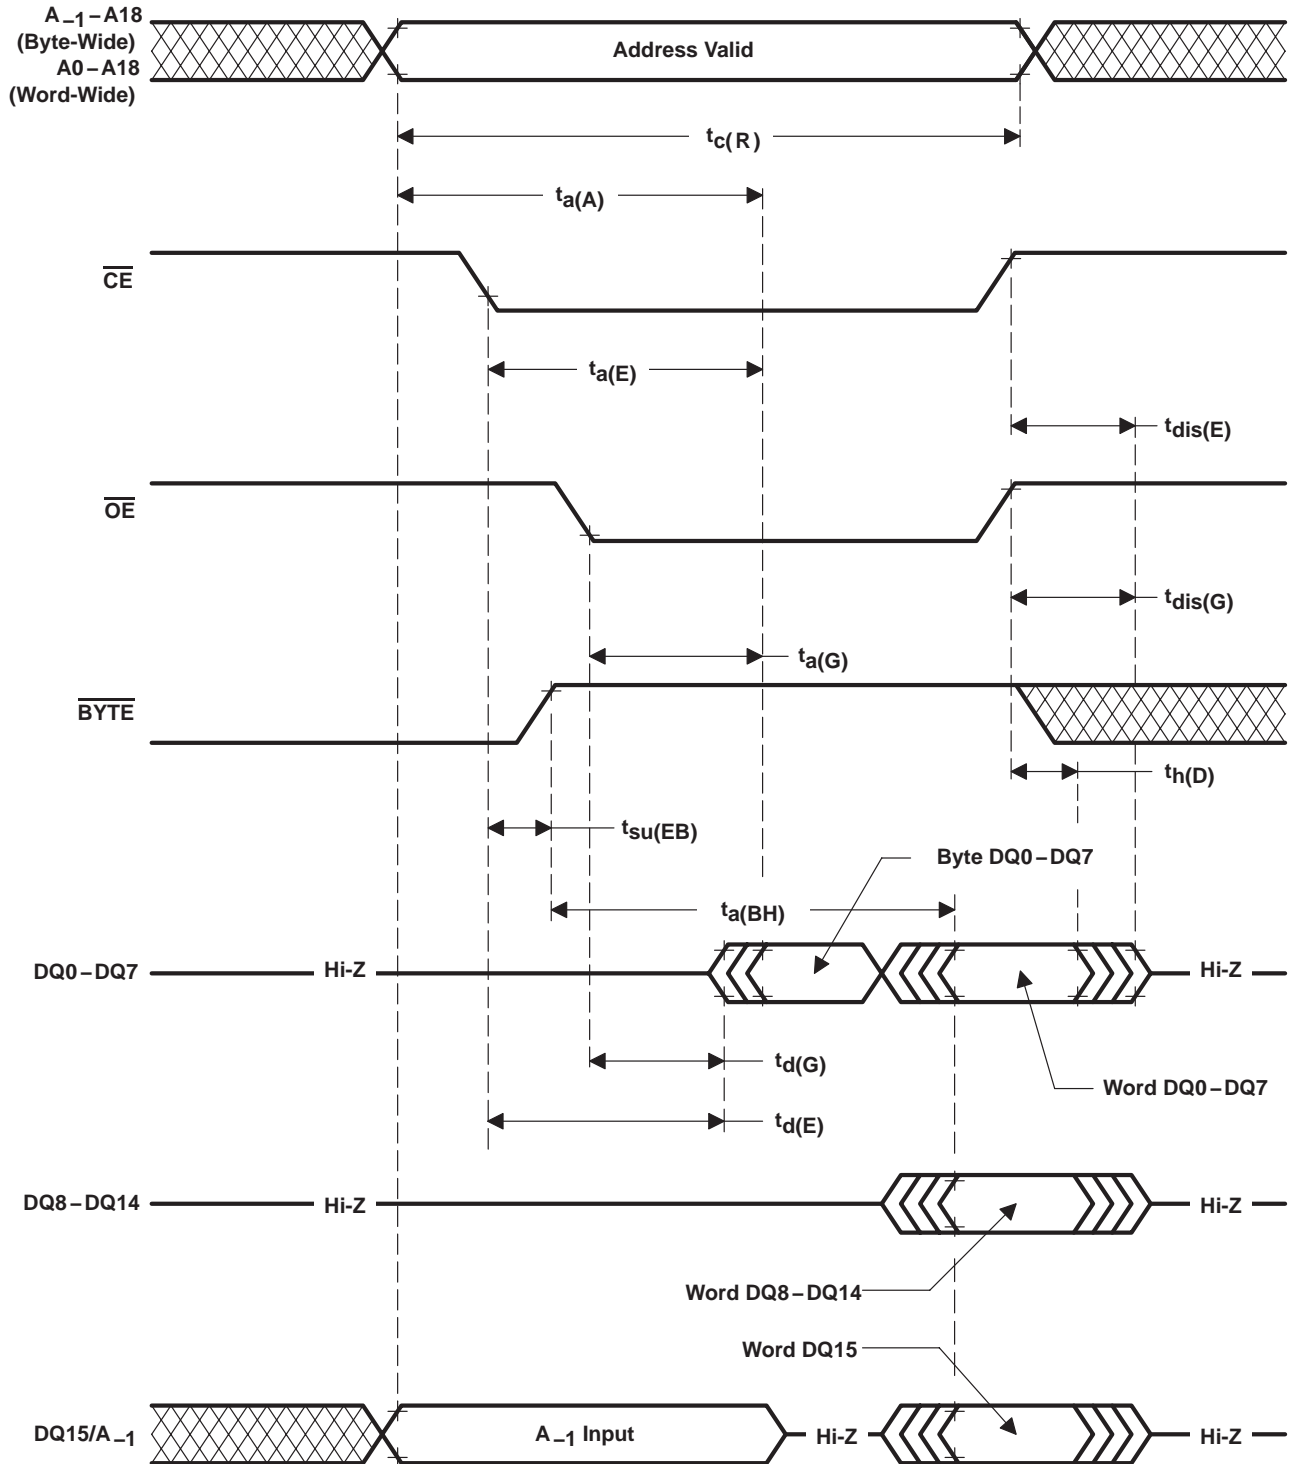 A–1–A18
(Byte-Wide)
A0–A18
(Word-Wide)
Address Valid
tc(R)
ta(A)
CE
ta(E)
tdis(E)
OE
tdis(G)
ta(G)
BYTE
th(D)
tsu(EB)
Byte DQ0–DQ7
ta(BH)
DQ0–DQ7
Hi-Z
Hi-Z
td(G)
Word DQ0–DQ7
td(E)
DQ8–DQ14
Hi-Z
Hi-Z
Word DQ8–DQ14
Word DQ15
DQ15/A–1
A–1 Input
Hi-Z
Hi-Z